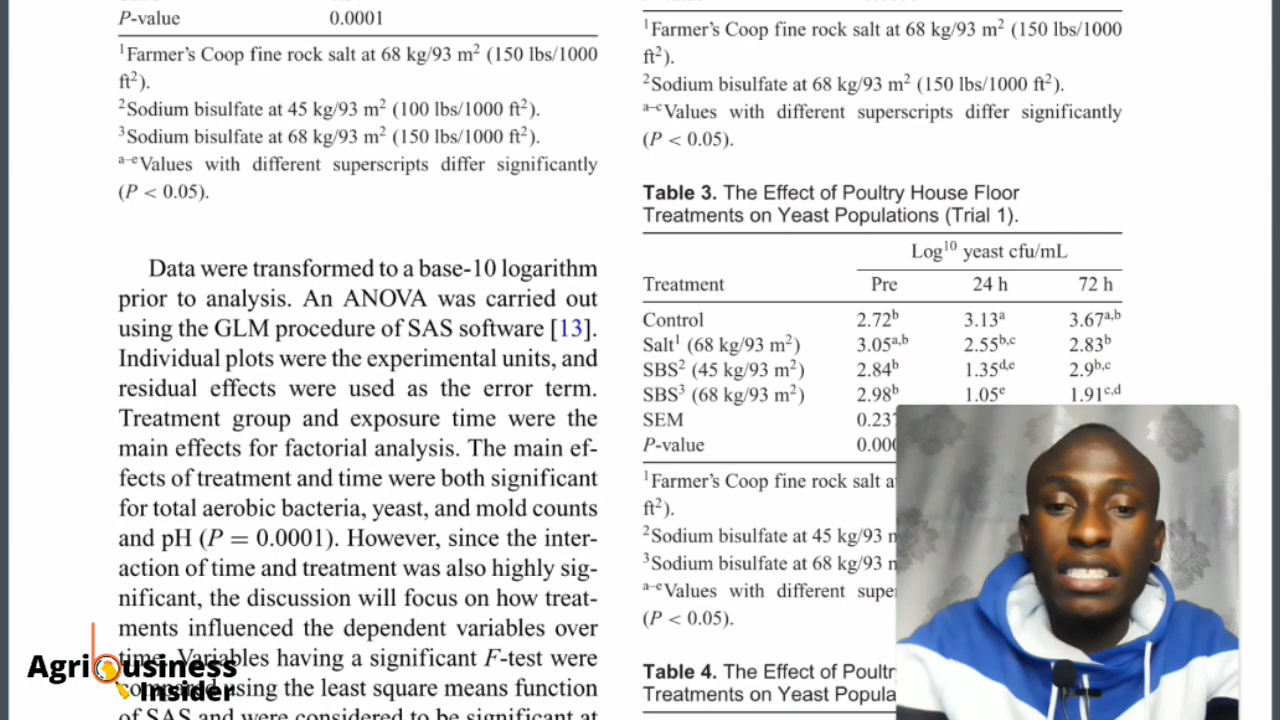 P-value 0.0001
¹Farmer's Coop fine rock salt at 68 kg/93 m² (150 lbs/1000
ft²).
²Sodium bisulfate at 45 kg/93 m² (100 lbs/1000 ft²).
³Sodium bisulfate at 68 kg/93 m² (150 lbs/1000 ft²).
a–eValues with different superscripts differ significantly
(P < 0.05).
Data were transformed to a base-10 logarithm
prior to analysis. An ANOVA was carried out
using the GLM procedure of SAS software [13].
Individual plots were the experimental units, and
residual effects were used as the error term.
Treatment group and exposure time were the
main effects for factorial analysis. The main ef-
fects of treatment and time were both significant
for total aerobic bacteria, yeast, and mold counts
and pH (P = 0.0001). However, since the inter-
action of time and treatment was also highly sig-
nificant, the discussion will focus on how treat-
ments influenced the dependent variables over
time. Variables having a significant F-test were
compared using the least square means function
of SAS and were considered to be significant at
¹Farmer's Coop fine rock salt at 68 kg/93 m² (150 lbs/1000
ft²).
²Sodium bisulfate at 68 kg/93 m² (150 lbs/1000 ft²).
a–cValues with different superscripts differ significantly
(P < 0.05).
Table 3. The Effect of Poultry House Floor
Treatments on Yeast Populations (Trial 1).
Log¹⁰ yeast cfu/mL
Treatment Pre 24 h 72 h
Control 2.72b 3.13a 3.67a,b
Salt¹ (68 kg/93 m²) 3.05a,b 2.55b,c 2.83b
SBS² (45 kg/93 m²) 2.84b 1.35d,e 2.9b,c
SBS³ (68 kg/93 m²) 2.98b 1.05e 1.91c,d
SEM 0.23
P-value 0.00
¹Farmer's Coop fine rock salt a
ft²).
²Sodium bisulfate at 45 kg/93
³Sodium bisulfate at 68 kg/93
a–eValues with different supe
(P < 0.05).
Table 4. The Effect of Poultr
Treatments on Yeast Popula
Agribusiness
Insider